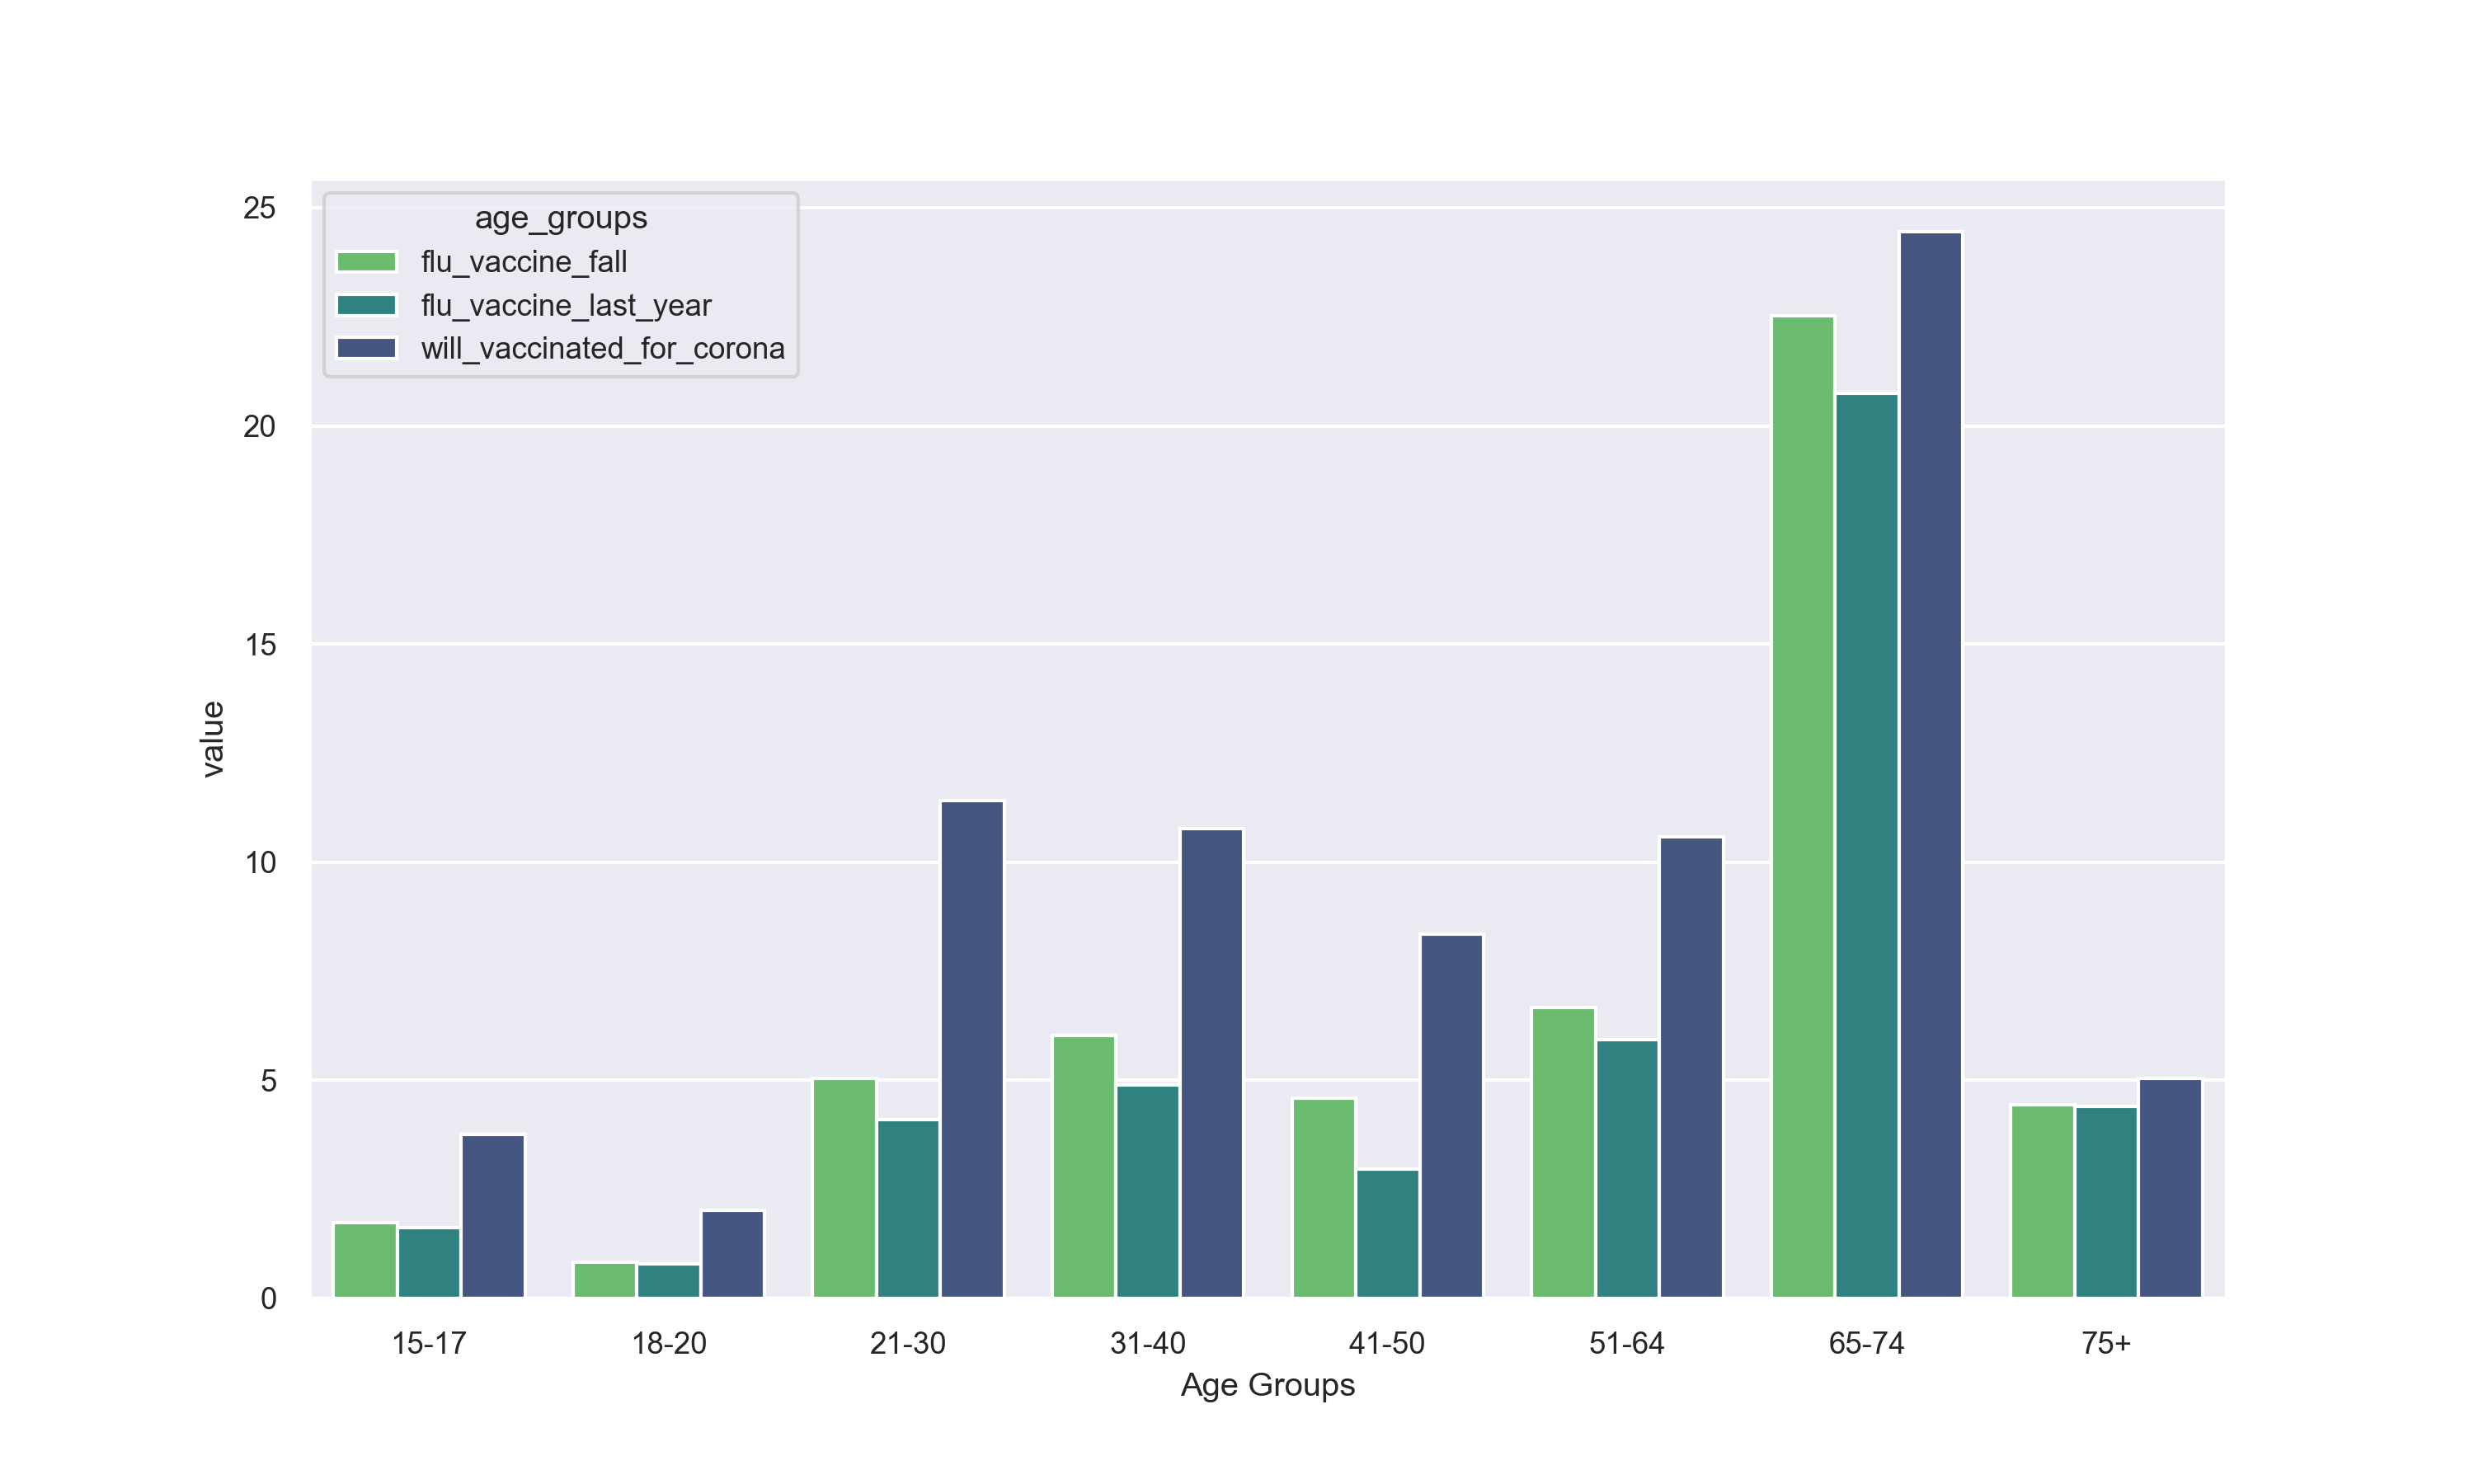 25
20
15
10
5
0
value
age_groups
flu_vaccine_fall
flu_vaccine_last_year
will_vaccinated_for_corona
15-17 18-20 21-30 31-40 41-50 51-64 65-74 75+
Age Groups